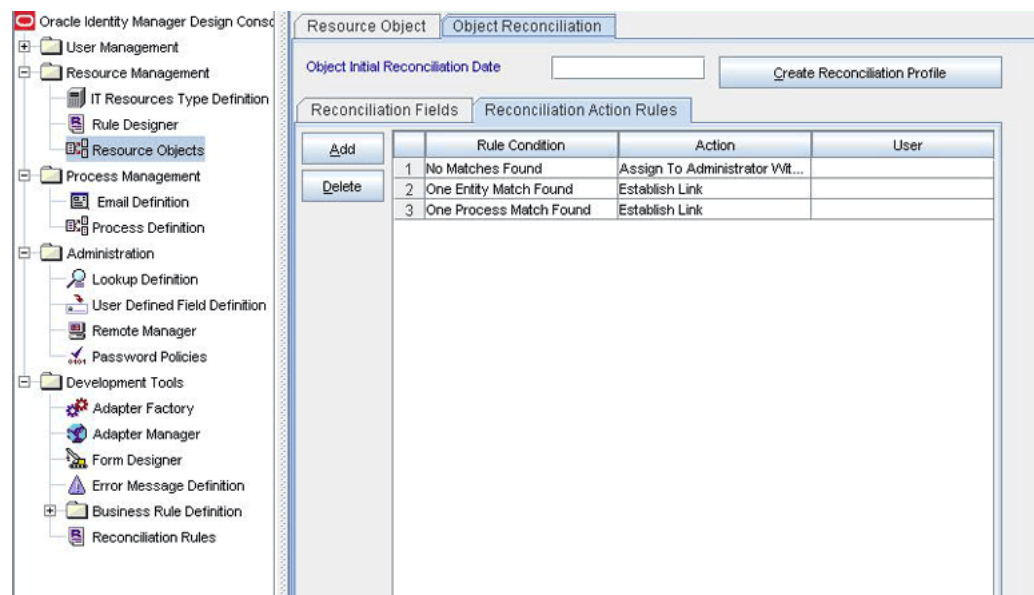 Oracle Identity Manager Design Consc
User Management
Resource Management
IT Resources Type Definition
Rule Designer
Resource Objects
Process Management
Email Definition
Process Definition
Administration
Lookup Definition
User Defined Field Definition
Remote Manager
Password Policies
Development Tools
Adapter Factory
Adapter Manager
Form Designer
Error Message Definition
Business Rule Definition
Reconciliation Rules
Resource Object Object Reconciliation
Object Initial Reconciliation Date Create Reconciliation Profile
Reconciliation Fields Reconciliation Action Rules
Add
Delete
Rule Condition Action User
1 No Matches Found Assign To Administrator Wit...
2 One Entity Match Found Establish Link
3 One Process Match Found Establish Link